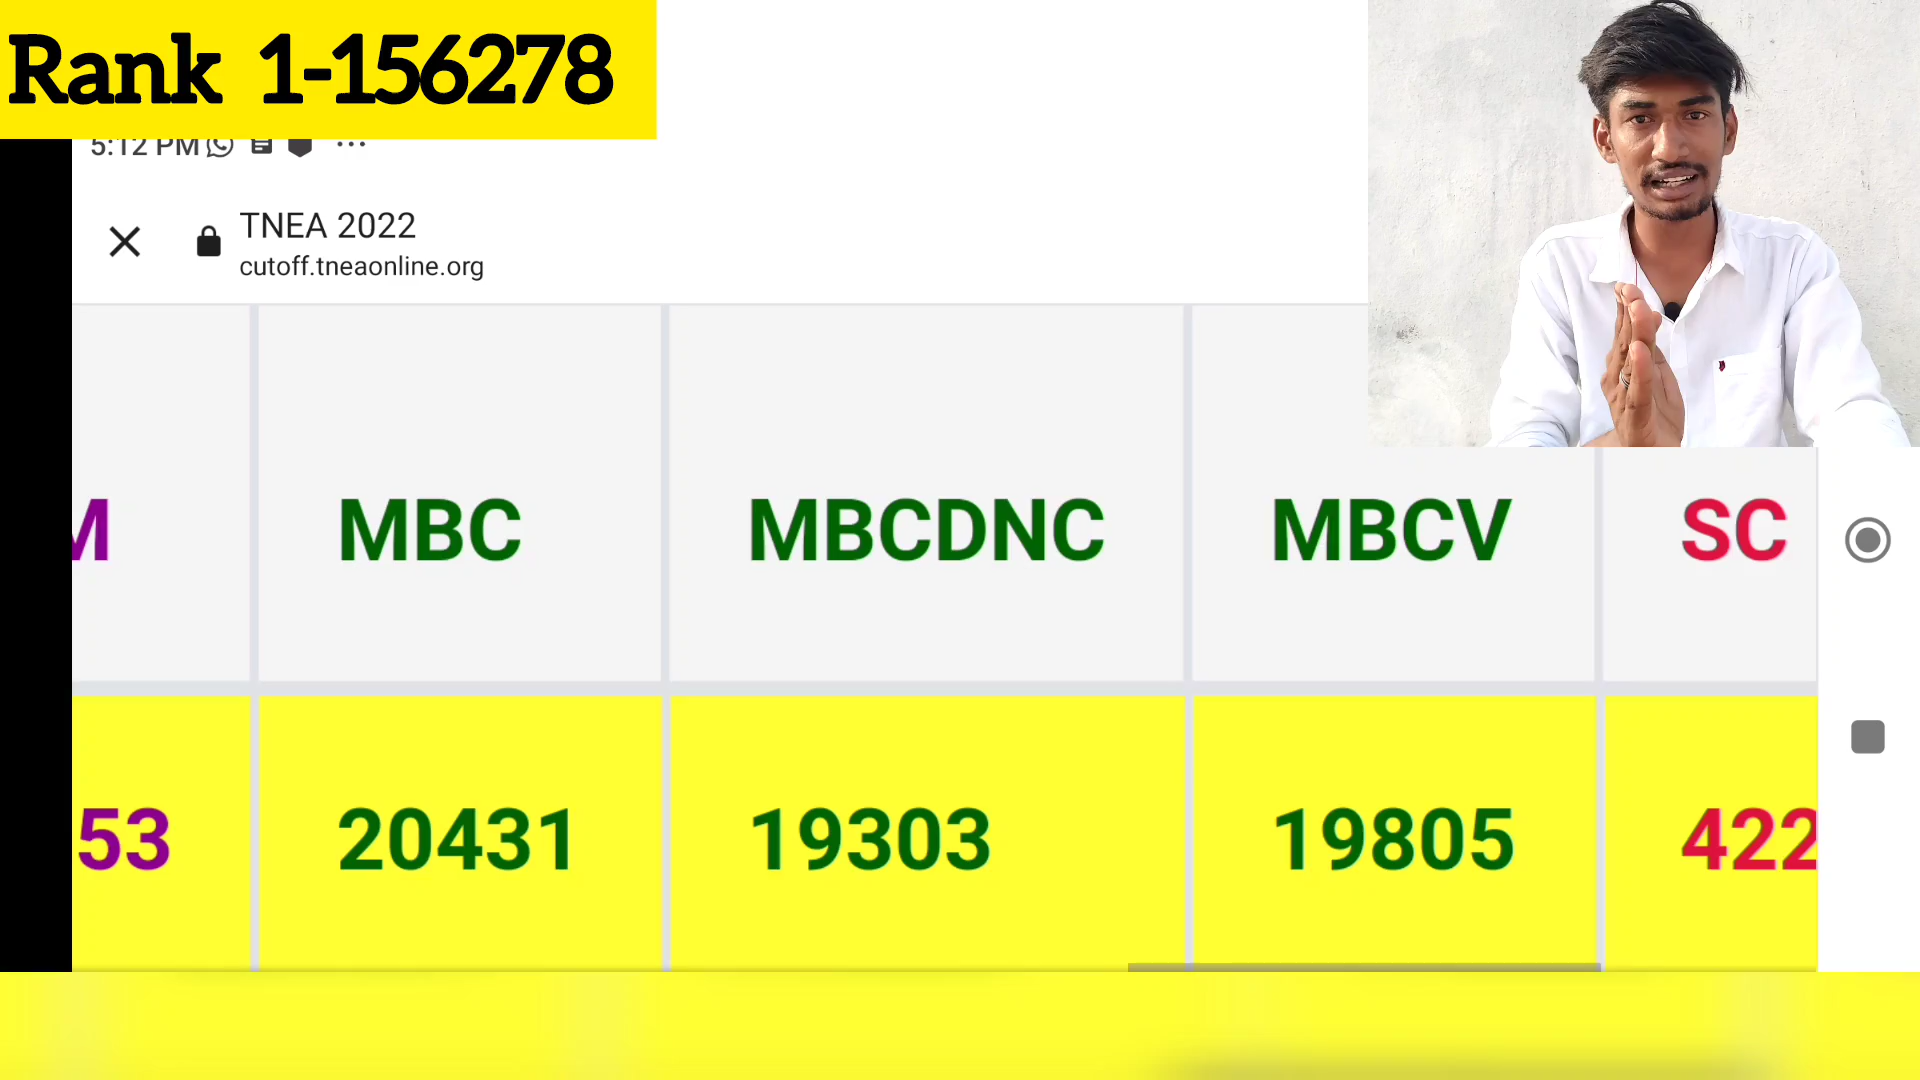 Rank 1-156278
5:12 PM
TNEA 2022
cutoff.tneaonline.org
M MBC MBCDNC MBCV SC
53 20431 19303 19805 422